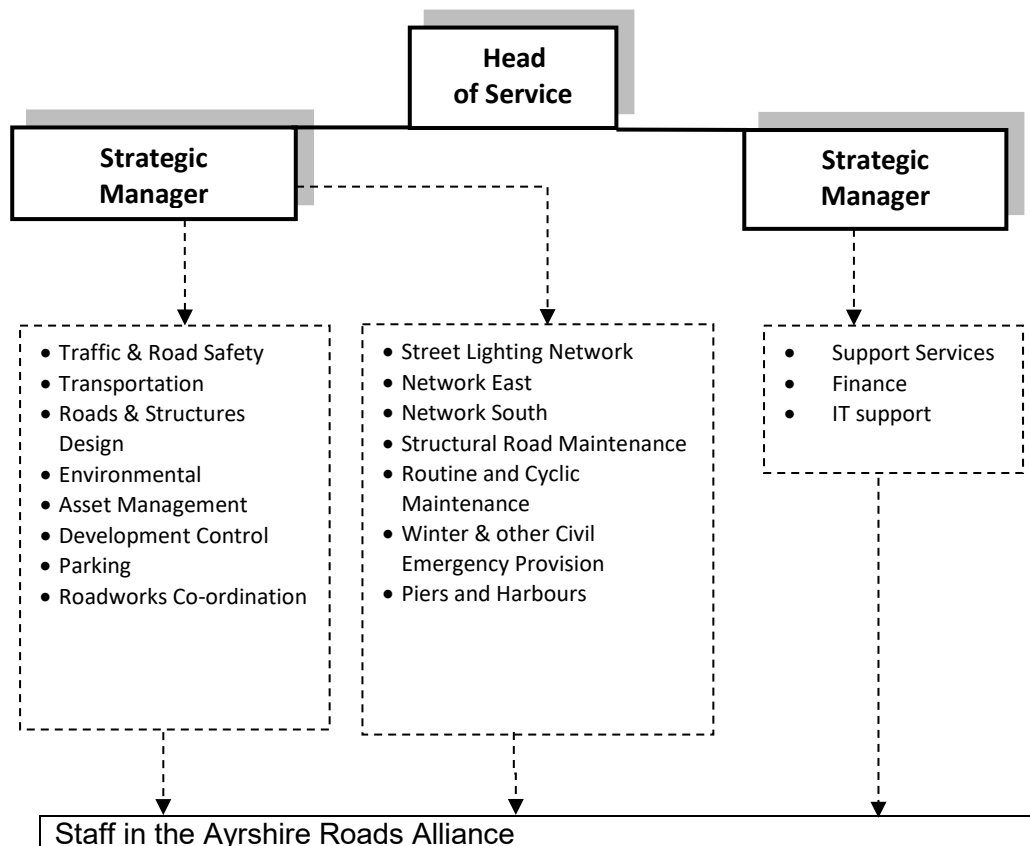 Head
of Service
Strategic
Manager
Strategic
Manager
• Traffic & Road Safety
• Transportation
• Roads & Structures
Design
• Environmental
• Asset Management
• Development Control
• Parking
• Roadworks Co-ordination
• Street Lighting Network
• Network East
• Network South
• Structural Road Maintenance
• Routine and Cyclic
Maintenance
• Winter & other Civil
Emergency Provision
• Piers and Harbours
• Support Services
• Finance
• IT support
Staff in the Ayrshire Roads Alliance